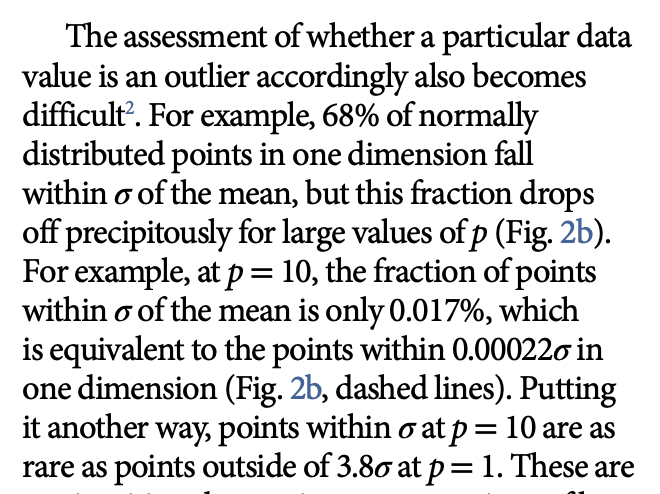 The assessment of whether a particular data
value is an outlier accordingly also becomes
difficult². For example, 68% of normally
distributed points in one dimension fall
within σ of the mean, but this fraction drops
off precipitously for large values of p (Fig. 2b).
For example, at p = 10, the fraction of points
within σ of the mean is only 0.017%, which
is equivalent to the points within 0.00022σ in
one dimension (Fig. 2b, dashed lines). Putting
it another way, points within σ at p = 10 are as
rare as points outside of 3.8σ at p = 1. These are